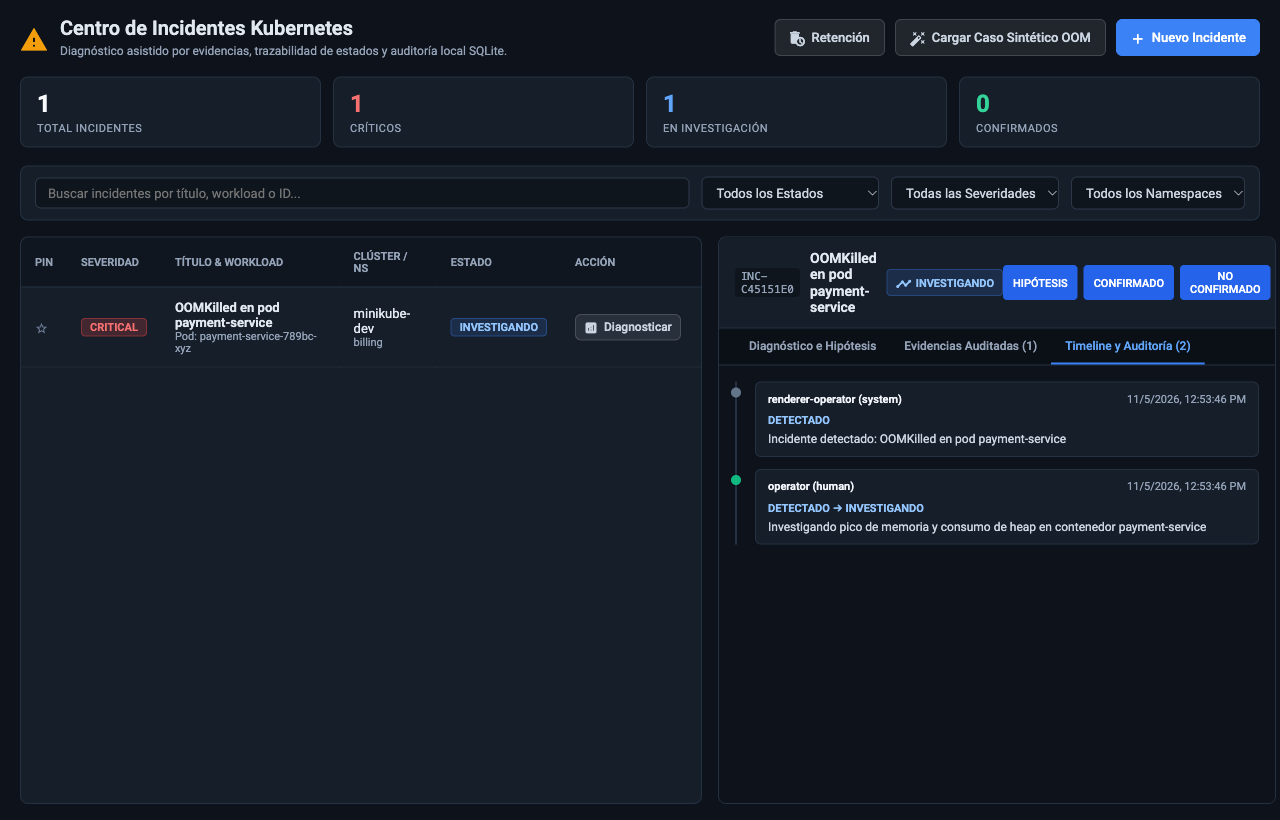 Centro de Incidentes Kubernetes
Diagnóstico asistido por evidencias, trazabilidad de estados y auditoría local SQLite.
Retención
Cargar Caso Sintético OOM
+ Nuevo Incidente
1
TOTAL INCIDENTES
1
CRÍTICOS
1
EN INVESTIGACIÓN
0
CONFIRMADOS
Buscar incidentes por título, workload o ID...
Todos los Estados
Todas las Severidades
Todos los Namespaces
PIN
SEVERIDAD
TÍTULO & WORKLOAD
CLÚSTER /
NS
ESTADO
ACCIÓN
CRITICAL
OOMKilled en pod
payment-service
Pod: payment-service-789bc-
xyz
minikube-
dev
billing
INVESTIGANDO
Diagnosticar
INC-
C45151E0
OOMKilled
en pod
payment-
service
INVESTIGANDO
HIPÓTESIS
CONFIRMADO
NO
CONFIRMADO
Diagnóstico e Hipótesis
Evidencias Auditadas (1)
Timeline y Auditoría (2)
renderer-operator (system)
11/5/2026, 12:53:46 PM
DETECTADO
Incidente detectado: OOMKilled en pod payment-service
operator (human)
11/5/2026, 12:53:46 PM
DETECTADO → INVESTIGANDO
Investigando pico de memoria y consumo de heap en contenedor payment-service